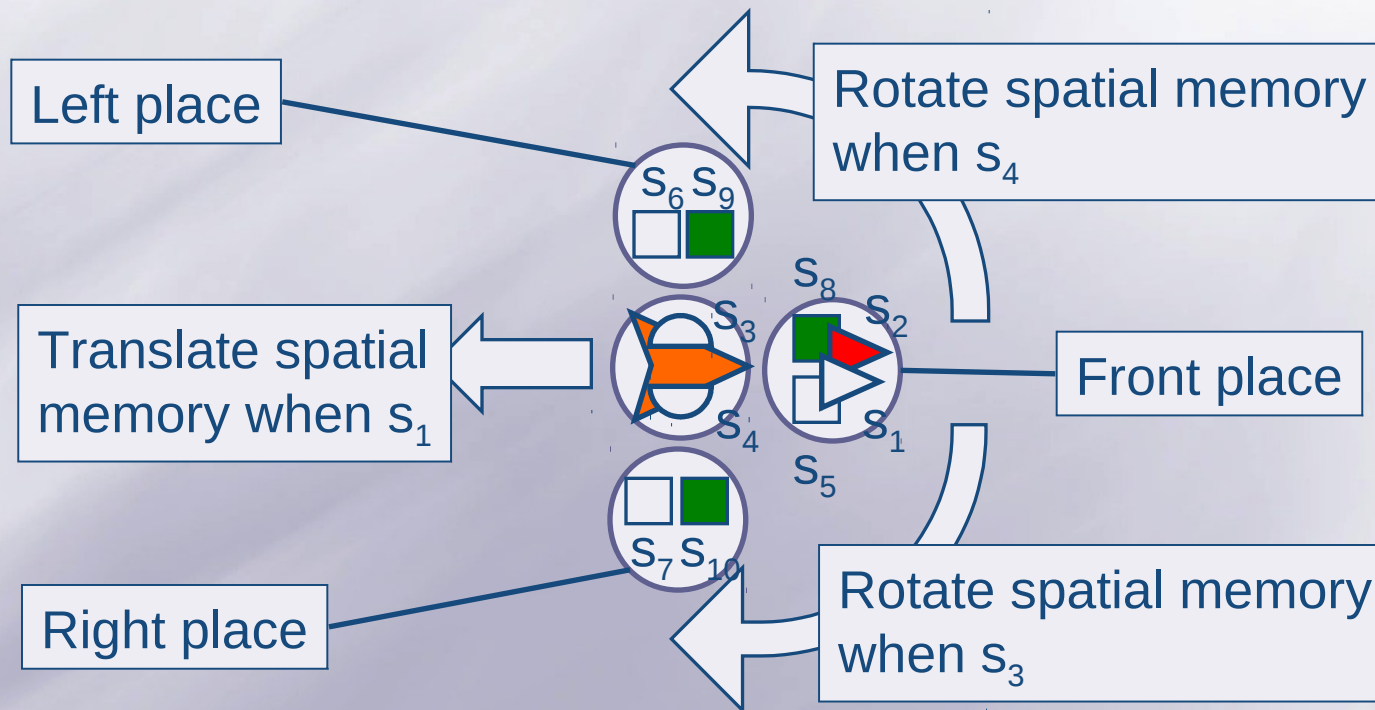 Left place
Rotate spatial memory
when s₄
s₆ s₉
s₈
s₂
s₃
Translate spatial
memory when s₁
Front place
s₄
s₁
s₅
s₇ s₁₀
Right place
Rotate spatial memory
when s₃